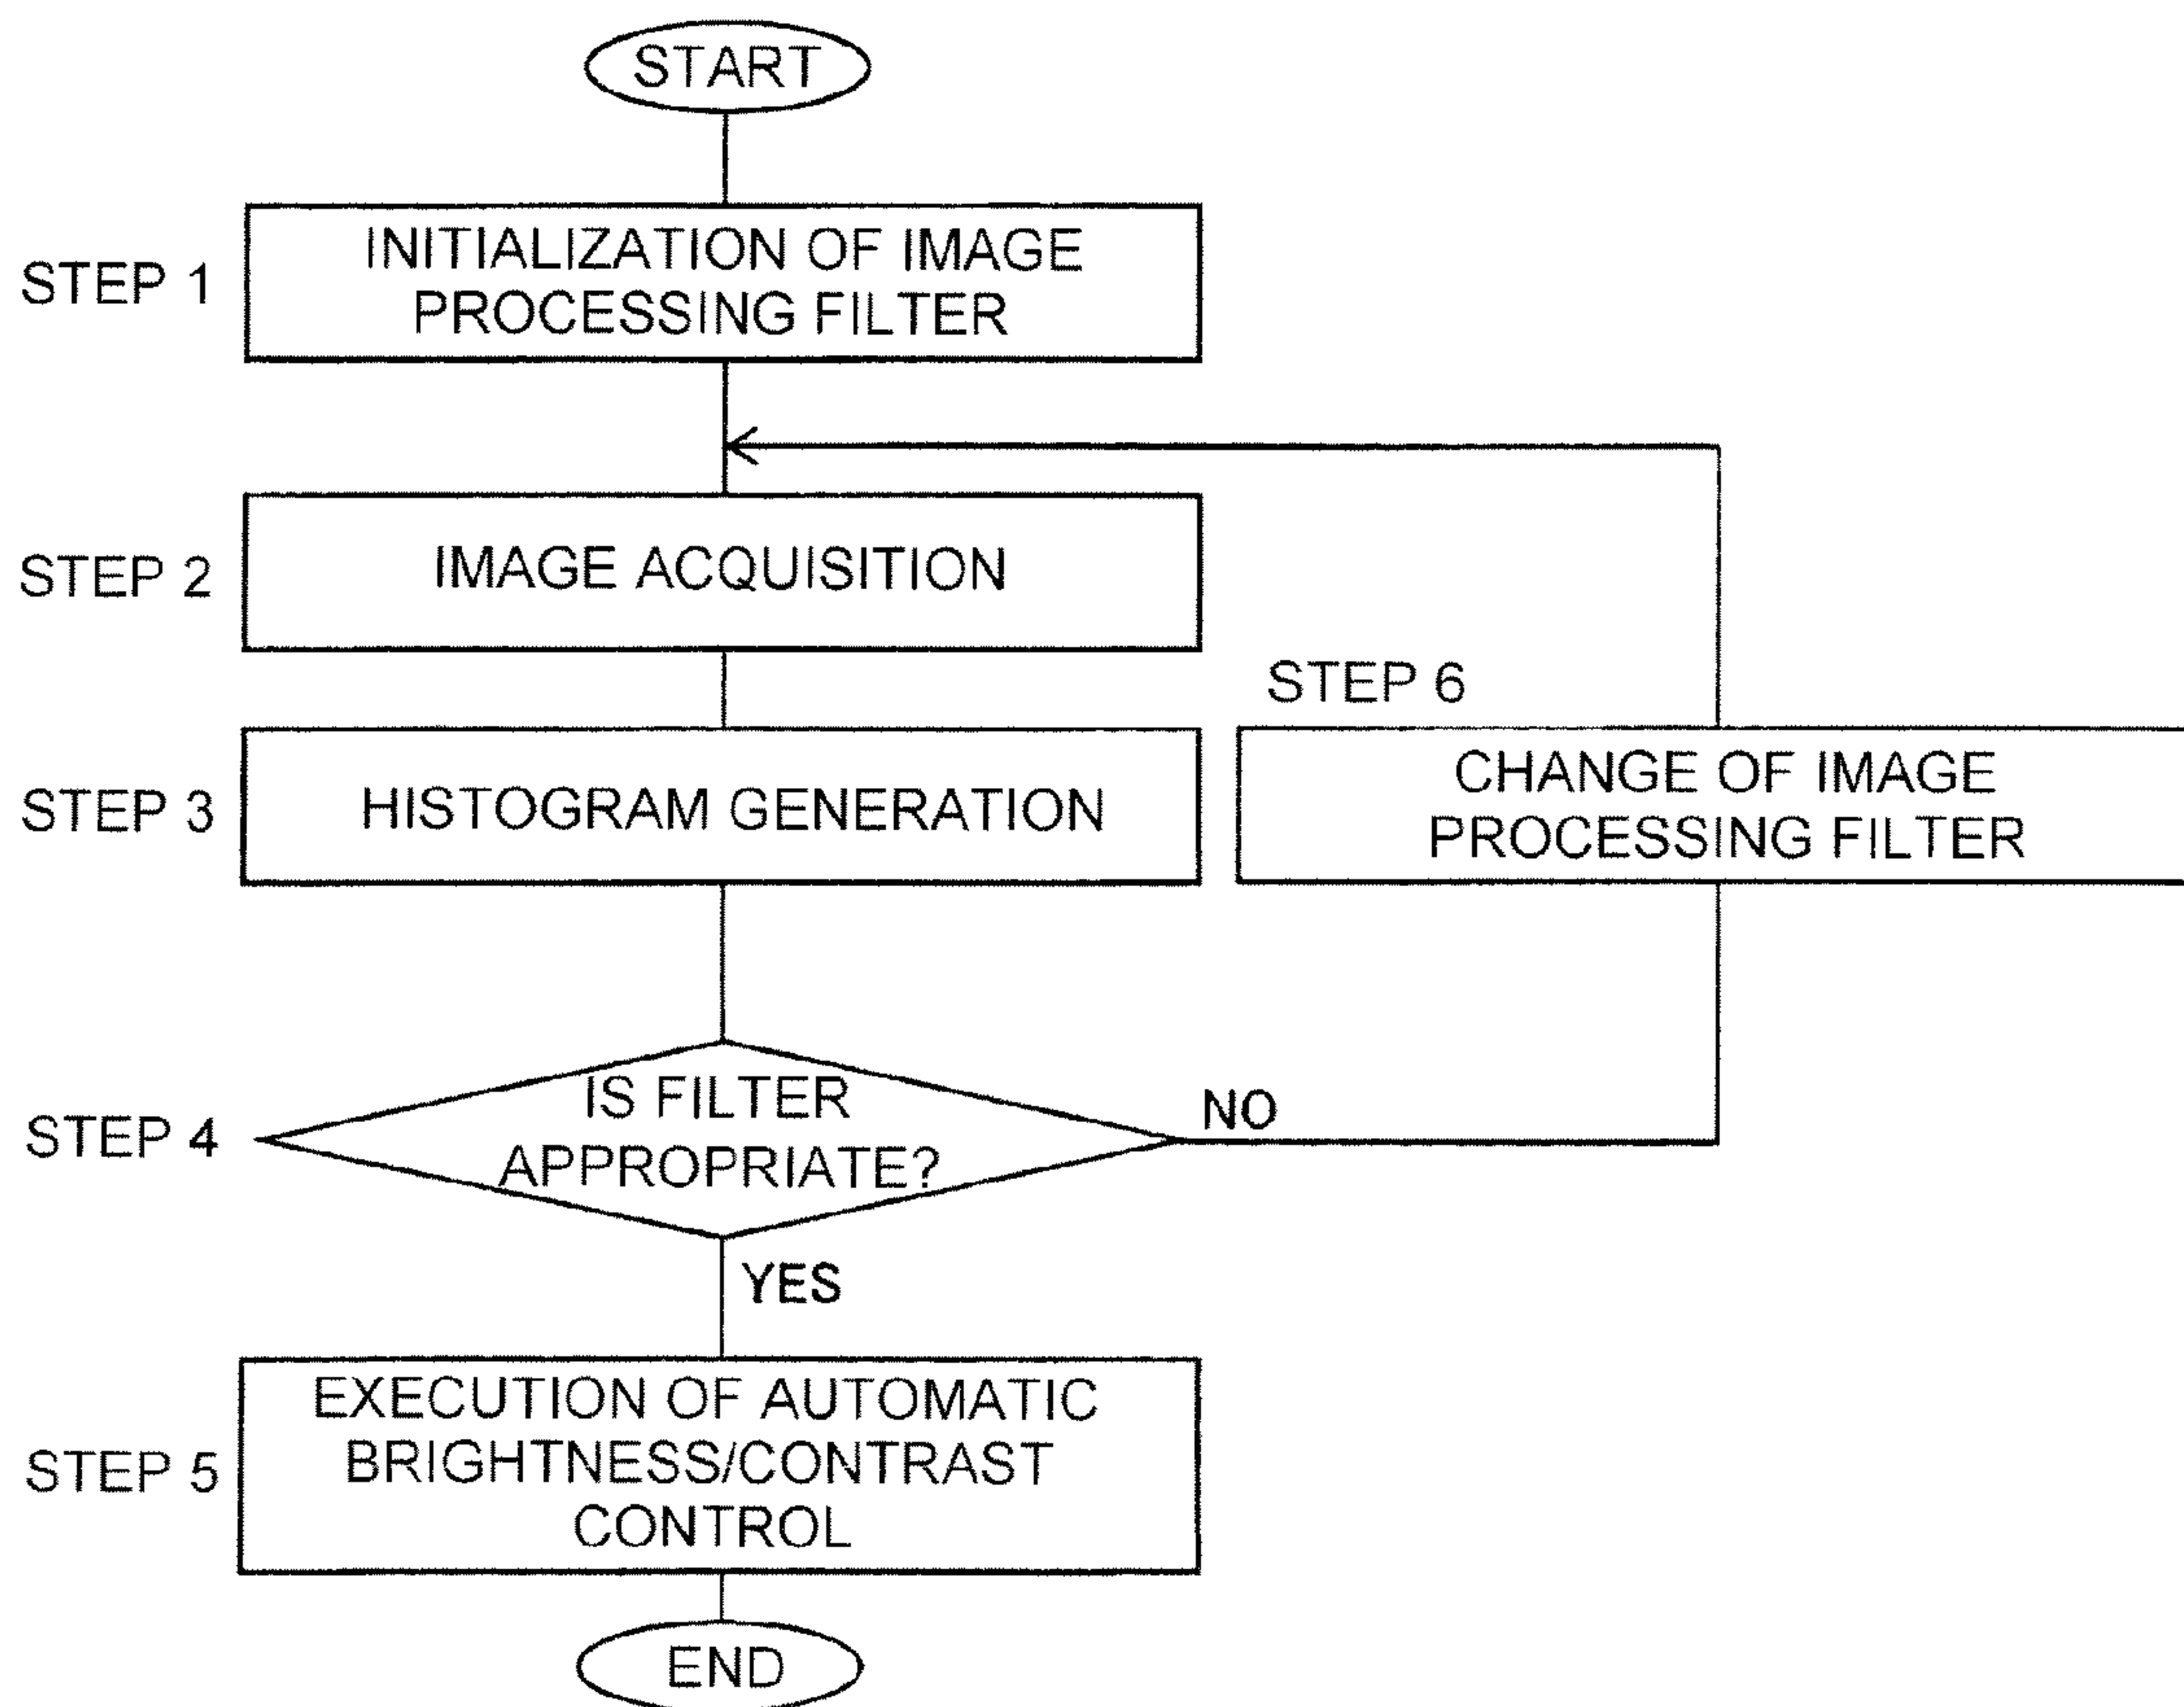 START
STEP 1
INITIALIZATION OF IMAGE
PROCESSING FILTER
STEP 2
IMAGE ACQUISITION
STEP 3
HISTOGRAM GENERATION
STEP 6
CHANGE OF IMAGE
PROCESSING FILTER
STEP 4
IS FILTER
APPROPRIATE?
NO
YES
STEP 5
EXECUTION OF AUTOMATIC
BRIGHTNESS/CONTRAST
CONTROL
END